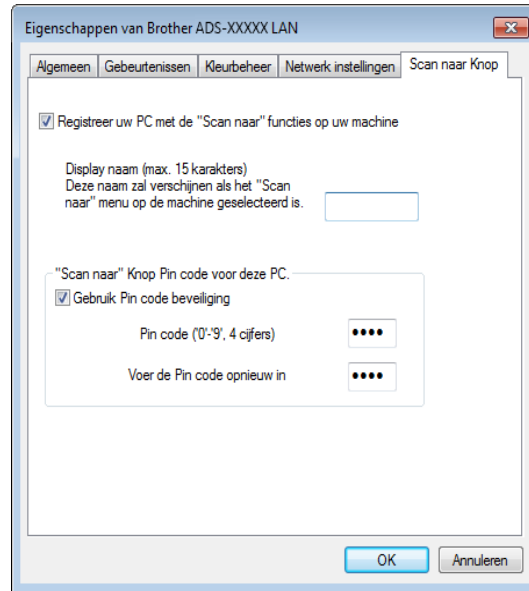 Eigenschappen van Brother ADS-XXXXX LAN
Algemeen Gebeurtenissen Kleurbeheer Netwerk instellingen Scan naar Knop
Registreer uw PC met de "Scan naar" functies op uw machine
Display naam (max. 15 karakters)
Deze naam zal verschijnen als het "Scan
naar" menu op de machine geselecteerd is.
"Scan naar" Knop Pin code voor deze PC.
Gebruik Pin code beveiliging
Pin code ('0'-'9', 4 cijfers) ••••
Voer de Pin code opnieuw in ••••
OK Annuleren